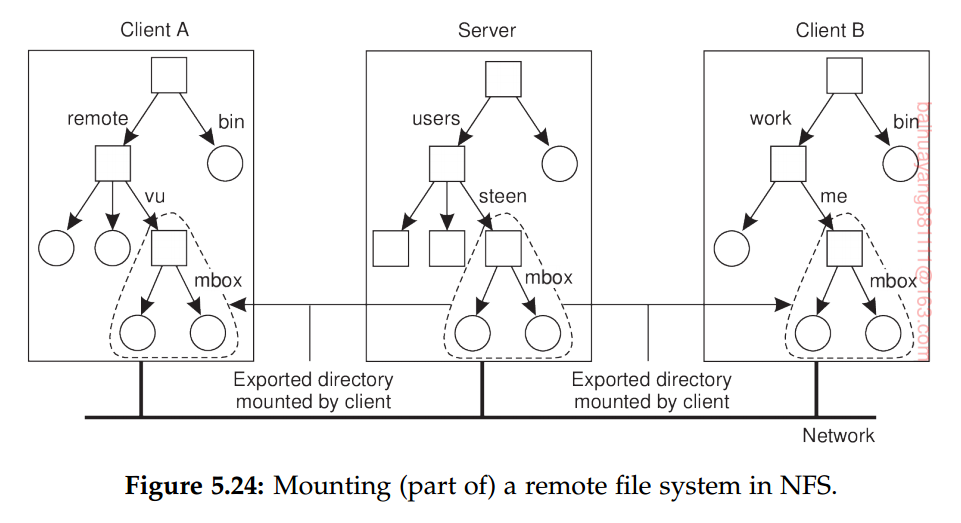 Client A
Server
Client B
remote
bin
users
work
bin
vu
steen
me
mbox
mbox
mbox
Exported directory
mounted by client
Exported directory
mounted by client
Network
Figure 5.24: Mounting (part of) a remote file system in NFS.